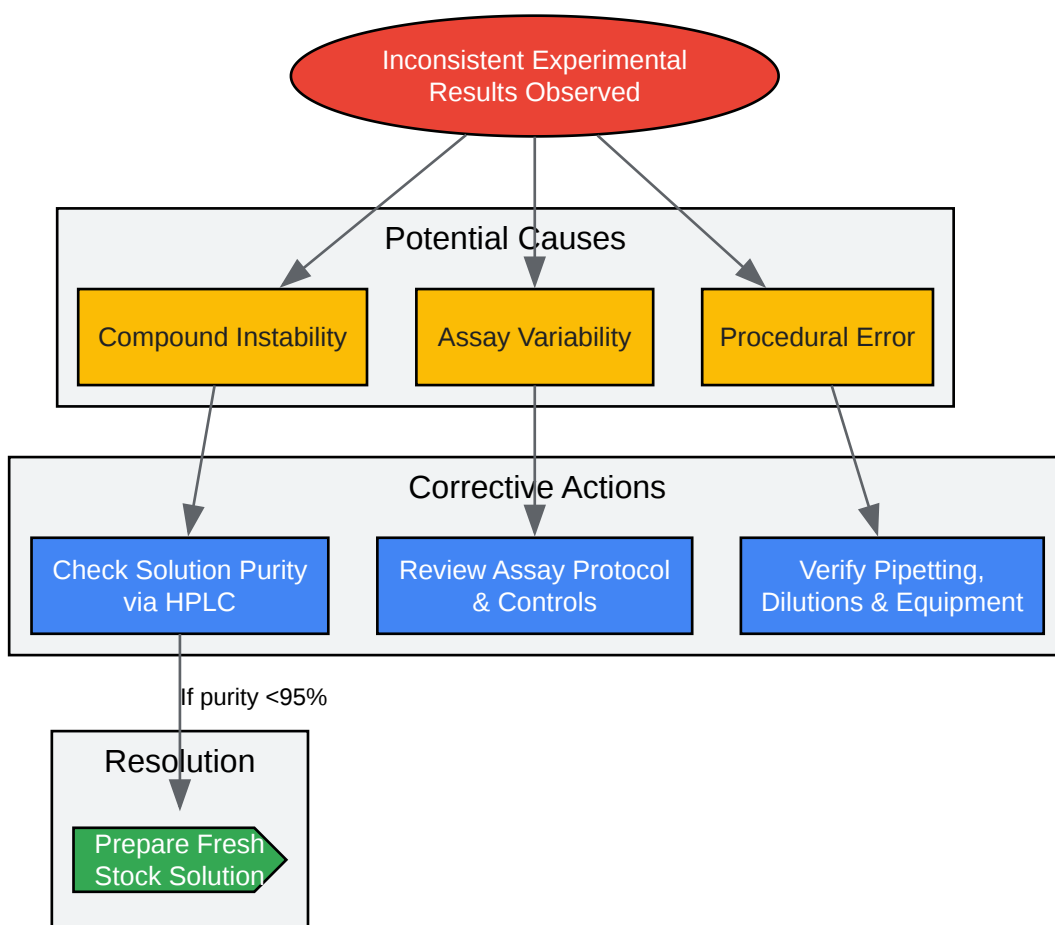 Inconsistent Experimental
Results Observed
Potential Causes
Compound Instability
Assay Variability
Procedural Error
Corrective Actions
Check Solution Purity
via HPLC
Review Assay Protocol
& Controls
Verify Pipetting,
Dilutions & Equipment
If purity <95%
Resolution
Prepare Fresh
Stock Solution